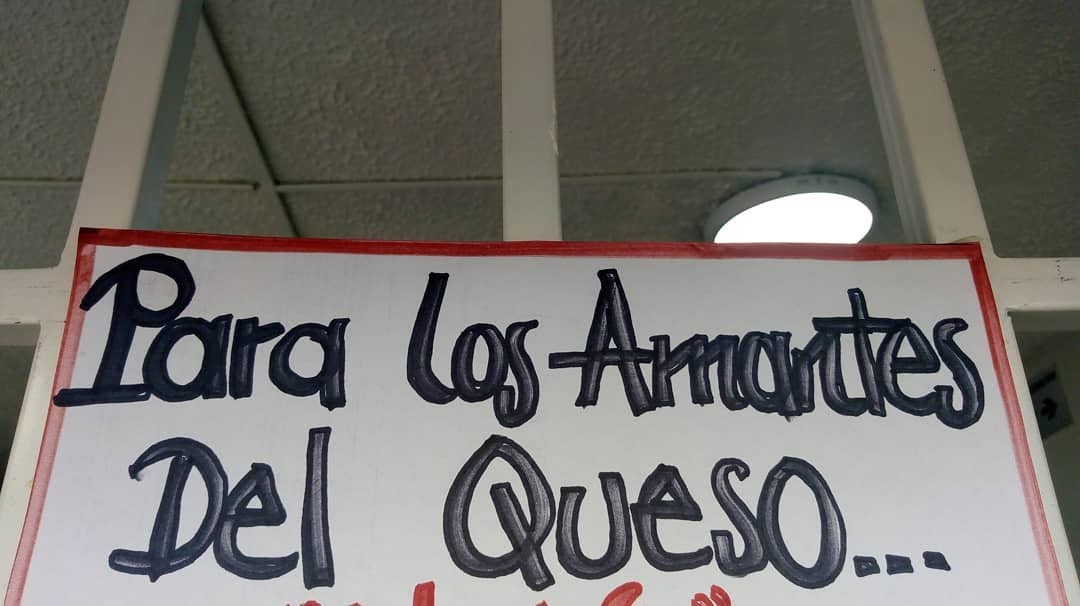 Para Los Amantes
Del Queso...